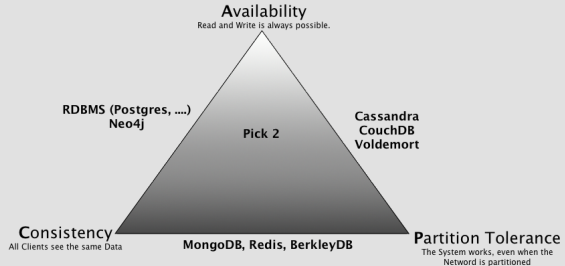 Availability
Read and Write is always possible.
RDBMS (Postgres, ....)
Neo4j
Pick 2
Cassandra
CouchDB
Voldemort
Consistency
All Clients see the same Data
MongoDB, Redis, BerkleyDB
Partition Tolerance
The System works, even when the
Netword is partitioned